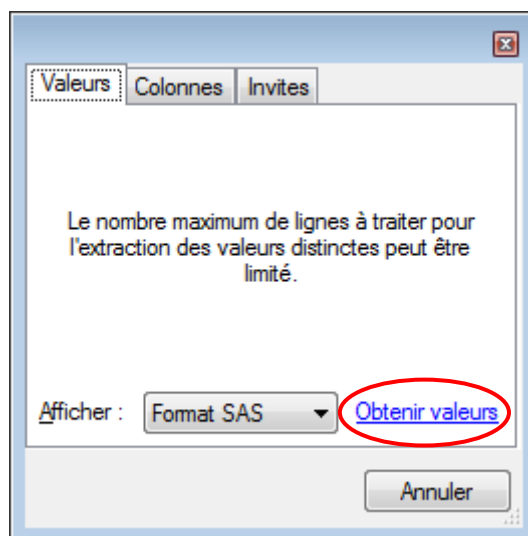 Valeurs Colonnes Invites
Le nombre maximum de lignes à traiter pour
l'extraction des valeurs distinctes peut être
limité.
Afficher : Format SAS Obtenir valeurs
Annuler